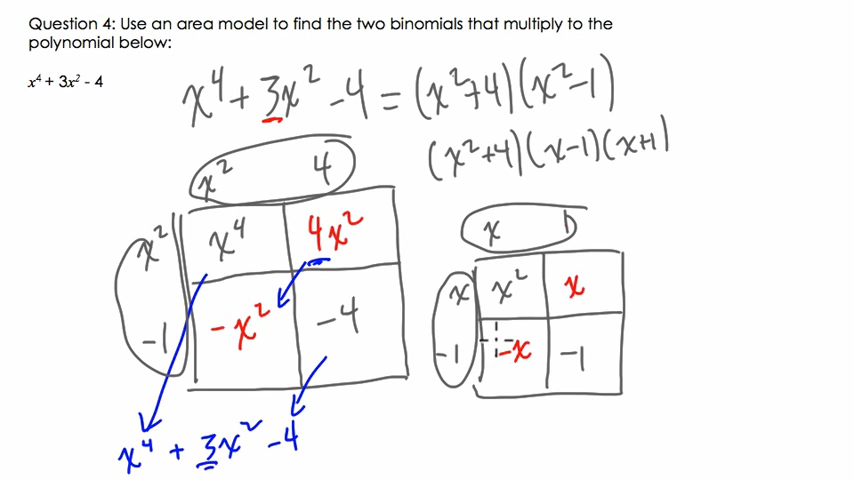 Question 4: Use an area model to find the two binomials that multiply to the
polynomial below:
x⁴ + 3x² - 4
x⁴ + 3x² - 4 = (x² + 4)(x² - 1)
(x² + 4)(x - 1)(x + 1)
x² 4
x² x⁴ 4x²
-1 -x² -4
x⁴ + 3x² - 4
x 1
x x² x
-1 -x -1